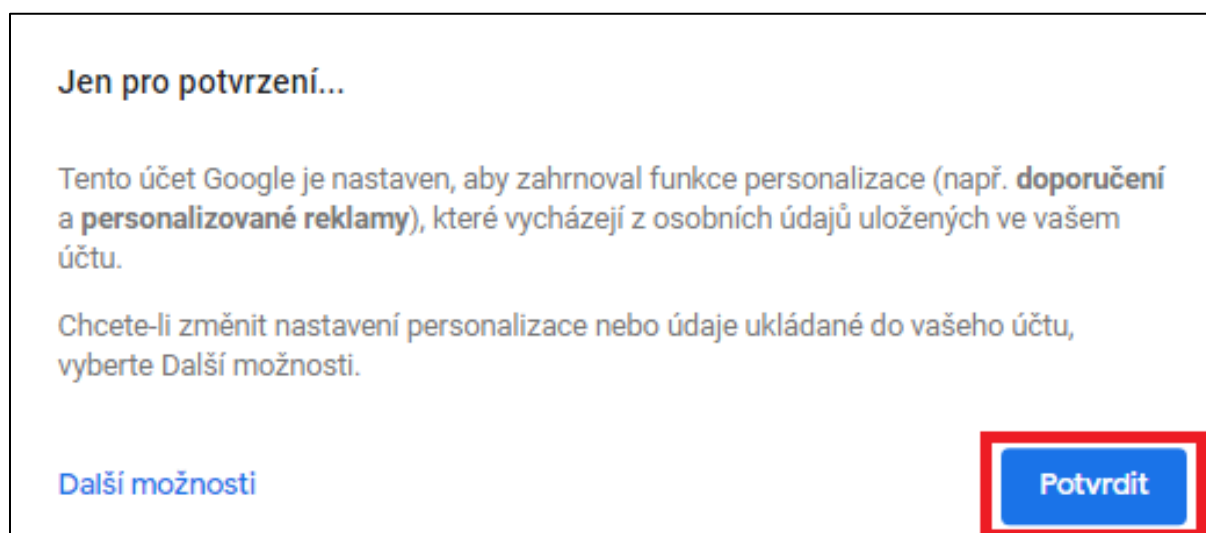 Jen pro potvrzení...
Tento účet Google je nastaven, aby zahrnoval funkce personalizace (např. doporučení
a personalizované reklamy), které vycházejí z osobních údajů uložených ve vašem
účtu.
Chcete-li změnit nastavení personalizace nebo údaje ukládané do vašeho účtu,
vyberte Další možnosti.
Další možnosti
Potvrdit